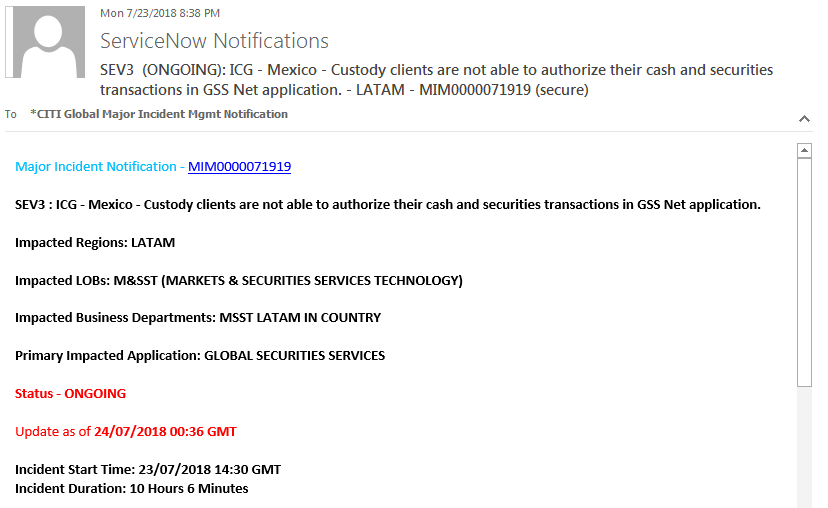 Mon 7/23/2018 8:38 PM
ServiceNow Notifications
SEV3  (ONGOING): ICG - Mexico - Custody clients are not able to authorize their cash and securities
transactions in GSS Net application. - LATAM - MIM0000071919 (secure)
To *CITI Global Major Incident Mgmt Notification
Major Incident Notification - MIM0000071919
SEV3 : ICG - Mexico - Custody clients are not able to authorize their cash and securities transactions in GSS Net application.
Impacted Regions: LATAM
Impacted LOBs: M&SST (MARKETS & SECURITIES SERVICES TECHNOLOGY)
Impacted Business Departments: MSST LATAM IN COUNTRY
Primary Impacted Application: GLOBAL SECURITIES SERVICES
Status - ONGOING
Update as of 24/07/2018 00:36 GMT
Incident Start Time: 23/07/2018 14:30 GMT
Incident Duration: 10 Hours 6 Minutes